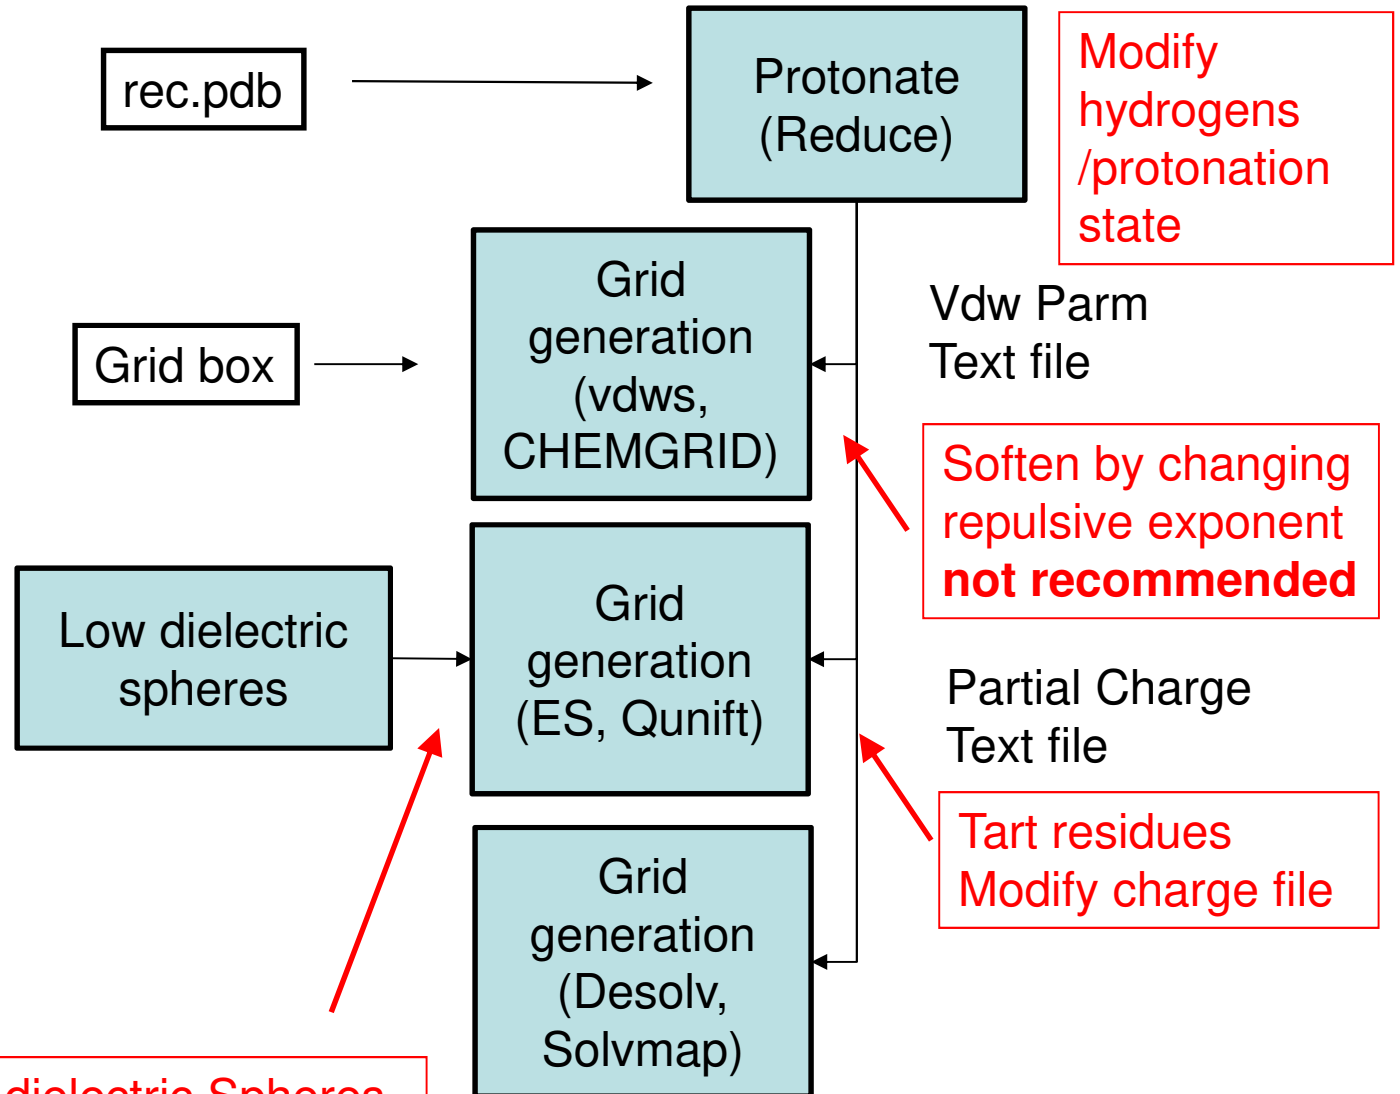 rec.pdb
Protonate
(Reduce)
Modify
hydrogens
/protonation
state
Grid box
Grid
generation
(vdws,
CHEMGRID)
Vdw Parm
Text file
Soften by changing
repulsive exponent
not recommended
Low dielectric
spheres
Grid
generation
(ES, Qunift)
Partial Charge
Text file
Tart residues
Modify charge file
Grid
generation
(Desolv,
Solvmap)
dielectric Spheres